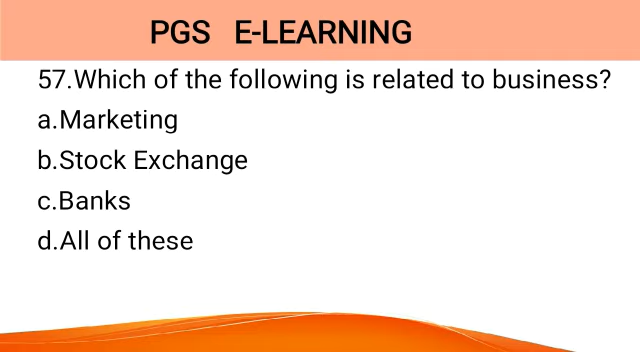 PGS E-LEARNING
57.Which of the following is related to business?
a.Marketing
b.Stock Exchange
c.Banks
d.All of these